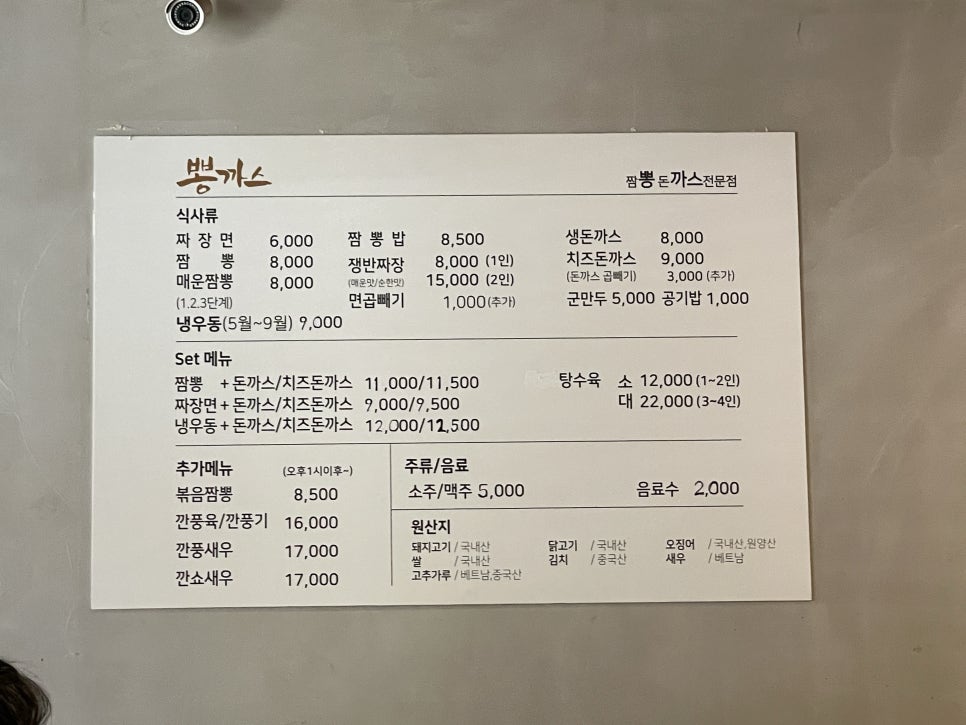 뽕까스
짬뽕돈까스전문점
식사류
짜장면 6,000 짬뽕밥 8,500 생돈까스 8,000
짬뽕 8,000 쟁반짜장 8,000 (1인) 치즈돈까스 9,000
매운짬뽕 8,000 (매운맛/순한맛) 15,000 (2인) (돈까스 곱빼기) 3,000 (추가)
(1.2.3단계) 면곱빼기 1,000(추가) 군만두 5,000 공기밥 1,000
냉우동(5월~9월) 9,000
Set 메뉴
짬뽕 + 돈까스/치즈돈까스 11,000/11,500 탕수육 소 12,000(1~2인)
짜장면 + 돈까스/치즈돈까스 9,000/9,500 대 22,000(3~4인)
냉우동 + 돈까스/치즈돈까스 12,000/12,500
추가메뉴 (오후1시이후~)
볶음짬뽕 8,500
깐풍육/깐풍기 16,000
깐풍새우 17,000
깐쇼새우 17,000
주류/음료
소주/맥주 5,000 음료수 2,000
원산지
돼지고기 / 국내산 닭고기 / 국내산 오징어 / 국내산,원양산
쌀 / 국내산 김치 / 중국산 새우 / 베트남
고추가루 / 베트남,중국산